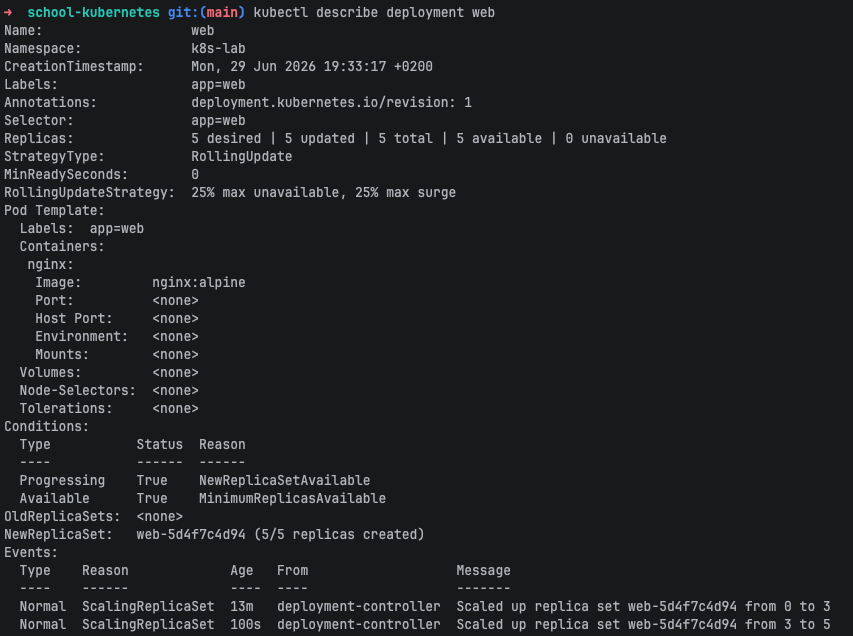 → school-kubernetes git:(main) kubectl describe deployment web
Name:                   web
Namespace:              k8s-lab
CreationTimestamp:      Mon, 29 Jun 2026 19:33:17 +0200
Labels:                 app=web
Annotations:            deployment.kubernetes.io/revision: 1
Selector:               app=web
Replicas:               5 desired | 5 updated | 5 total | 5 available | 0 unavailable
StrategyType:           RollingUpdate
MinReadySeconds:        0
RollingUpdateStrategy:  25% max unavailable, 25% max surge
Pod Template:
  Labels:  app=web
  Containers:
   nginx:
    Image:         nginx:alpine
    Port:          <none>
    Host Port:     <none>
    Environment:   <none>
    Mounts:        <none>
  Volumes:         <none>
  Node-Selectors:  <none>
  Tolerations:     <none>
Conditions:
  Type           Status  Reason
  ----           ------  ------
  Progressing    True    NewReplicaSetAvailable
  Available      True    MinimumReplicasAvailable
OldReplicaSets:  <none>
NewReplicaSet:   web-5d4f7c4d94 (5/5 replicas created)
Events:
  Type    Reason             Age   From                   Message
  ----    ------             ----  ----                   -------
  Normal  ScalingReplicaSet  13m   deployment-controller  Scaled up replica set web-5d4f7c4d94 from 0 to 3
  Normal  ScalingReplicaSet  100s  deployment-controller  Scaled up replica set web-5d4f7c4d94 from 3 to 5